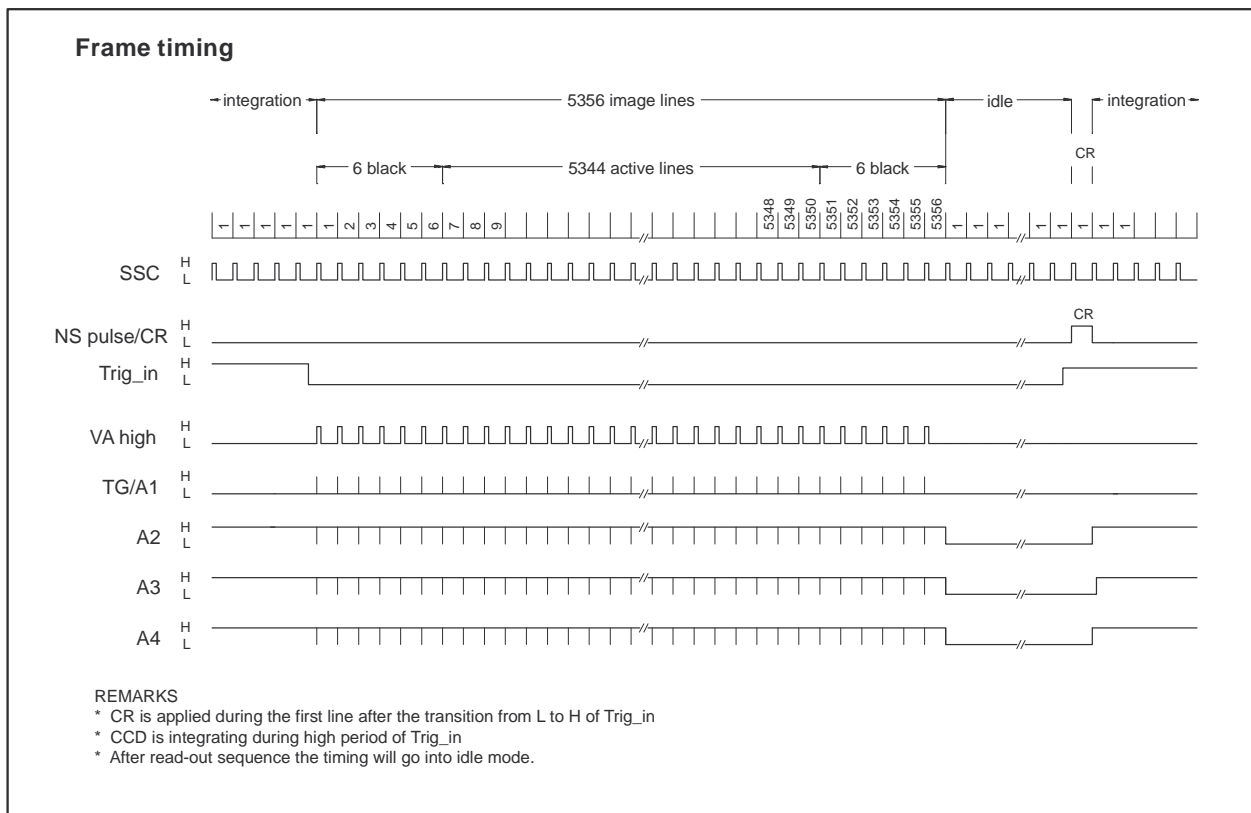 Frame timing
integration 5356 image lines idle integration
CR
6 black 5344 active lines 6 black
1 1 1 1 1 1 2 3 4 5 6 7 8 9 5348 5349 5350 5351 5352 5353 5354 5355 5356 1 1 1 1 1 1 1 1
SSC H L
NS pulse/CR H L CR
Trig_in H L
VA high H L
TG/A1 H L
A2 H L
A3 H L
A4 H L
REMARKS
* CR is applied during the first line after the transition from L to H of Trig_in
* CCD is integrating during high period of Trig_in
* After read-out sequence the timing will go into idle mode.